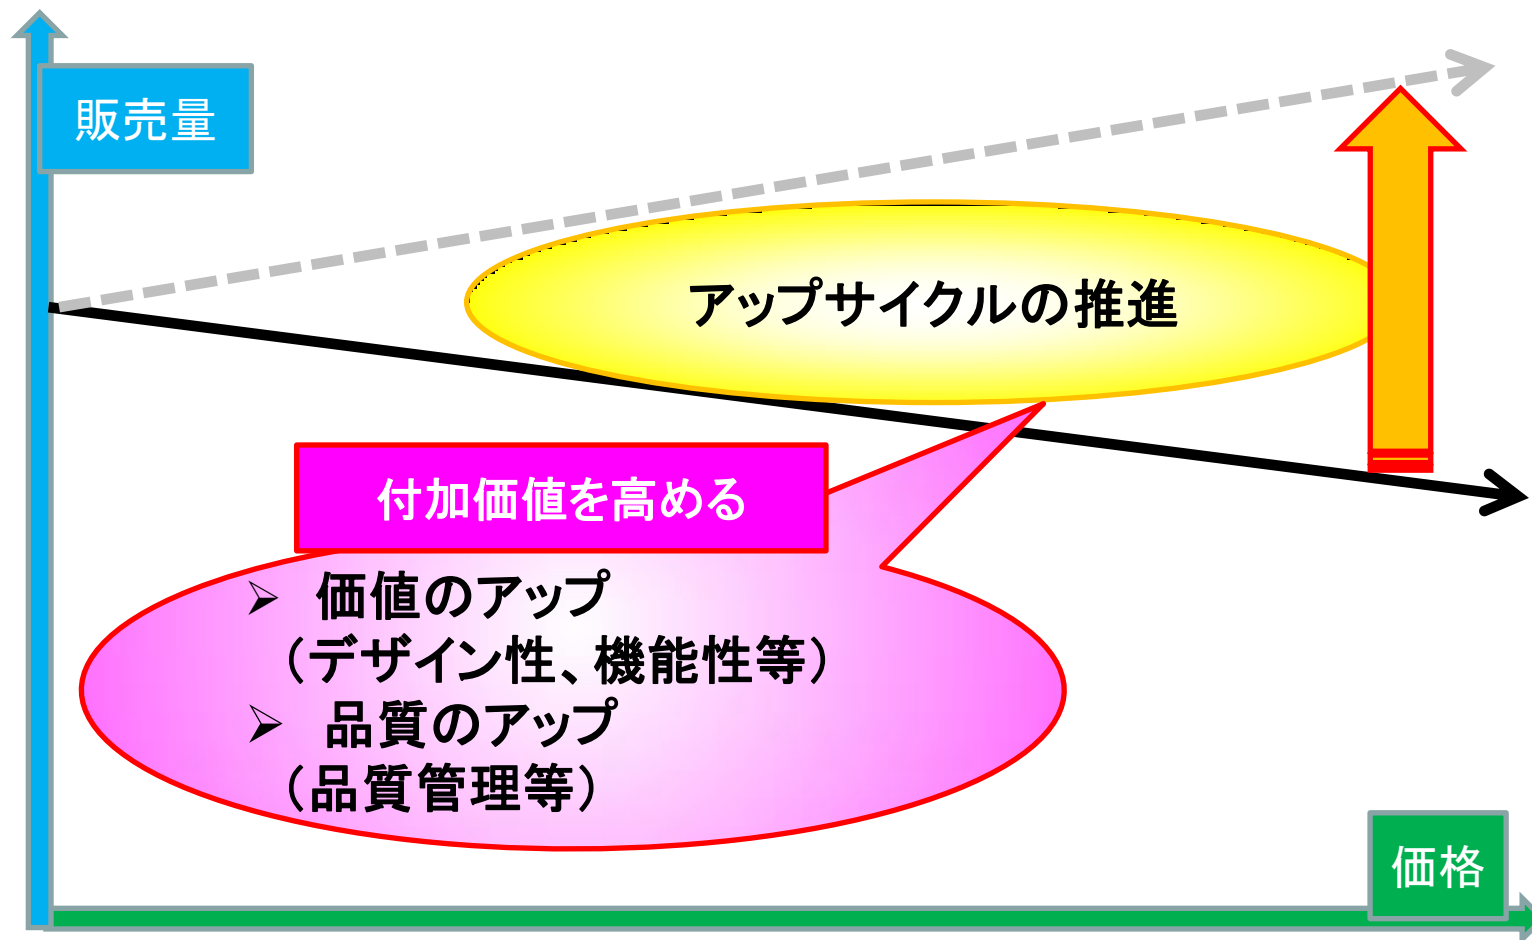 販売量
アップサイクルの推進
付加価値を高める
➢ 価値のアップ
（デザイン性、機能性等）
➢ 品質のアップ
（品質管理等）
価格